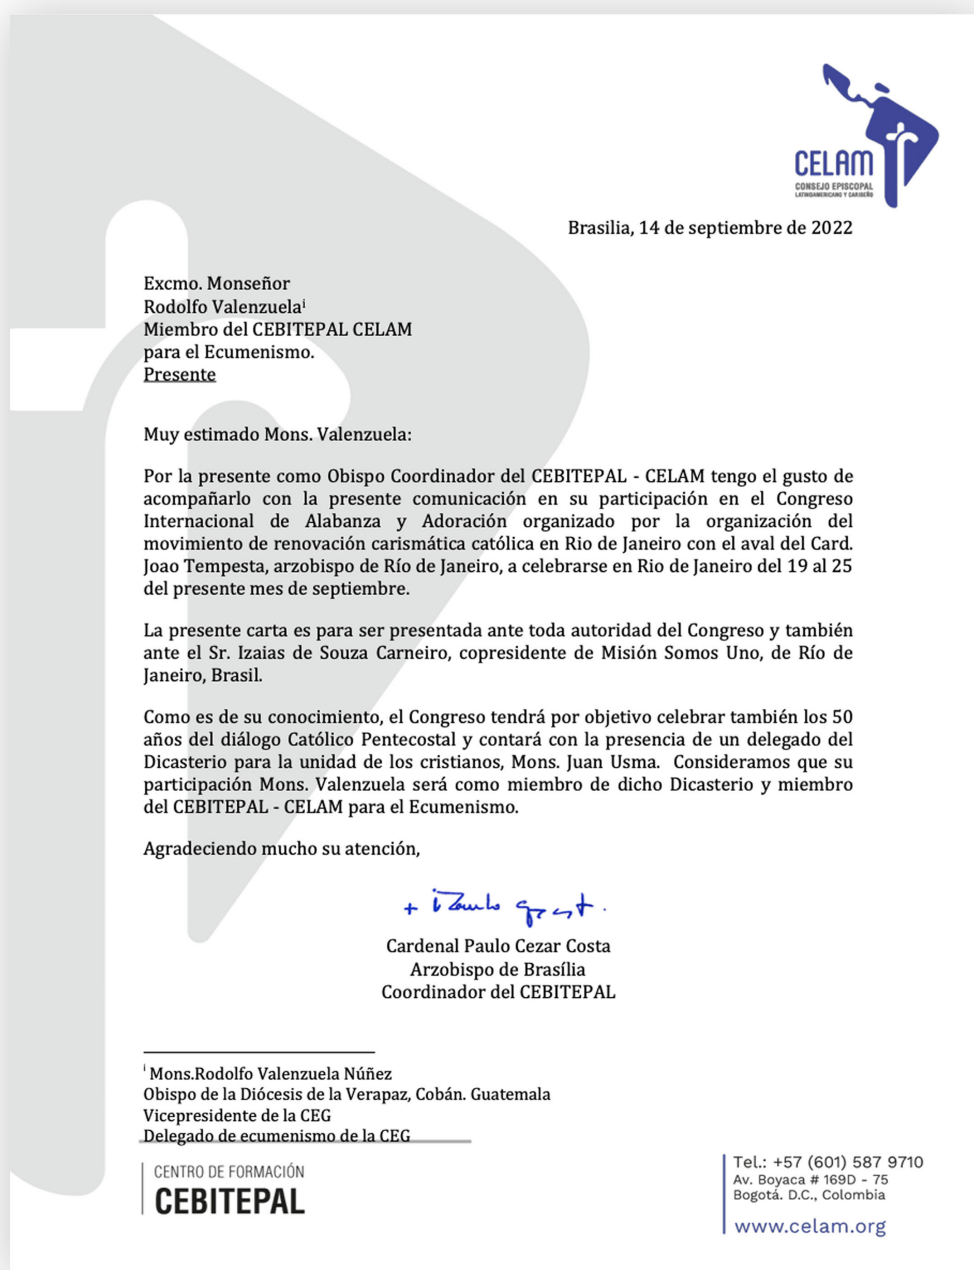 CELAM
CONSEJO EPISCOPAL
LATINOAMERICANO Y CARIBEÑO
Brasilia, 14 de septiembre de 2022
Excmo. Monseñor
Rodolfo Valenzuelaⁱ
Miembro del CEBITEPAL CELAM
para el Ecumenismo.
Presente
Muy estimado Mons. Valenzuela:
Por la presente como Obispo Coordinador del CEBITEPAL - CELAM tengo el gusto de
acompañarlo con la presente comunicación en su participación en el Congreso
Internacional de Alabanza y Adoración organizado por la organización del
movimiento de renovación carismática católica en Rio de Janeiro con el aval del Card.
Joao Tempesta, arzobispo de Río de Janeiro, a celebrarse en Rio de Janeiro del 19 al 25
del presente mes de septiembre.
La presente carta es para ser presentada ante toda autoridad del Congreso y también
ante el Sr. Izaias de Souza Carneiro, copresidente de Misión Somos Uno, de Río de
Janeiro, Brasil.
Como es de su conocimiento, el Congreso tendrá por objetivo celebrar también los 50
años del diálogo Católico Pentecostal y contará con la presencia de un delegado del
Dicasterio para la unidad de los cristianos, Mons. Juan Usma. Consideramos que su
participación Mons. Valenzuela será como miembro de dicho Dicasterio y miembro
del CEBITEPAL - CELAM para el Ecumenismo.
Agradeciendo mucho su atención,
Cardenal Paulo Cezar Costa
Arzobispo de Brasília
Coordinador del CEBITEPAL
ⁱ Mons.Rodolfo Valenzuela Núñez
Obispo de la Diócesis de la Verapaz, Cobán. Guatemala
Vicepresidente de la CEG
Delegado de ecumenismo de la CEG
CENTRO DE FORMACIÓN
CEBITEPAL
Tel.: +57 (601) 587 9710
Av. Boyaca # 169D - 75
Bogotá. D.C., Colombia
www.celam.org